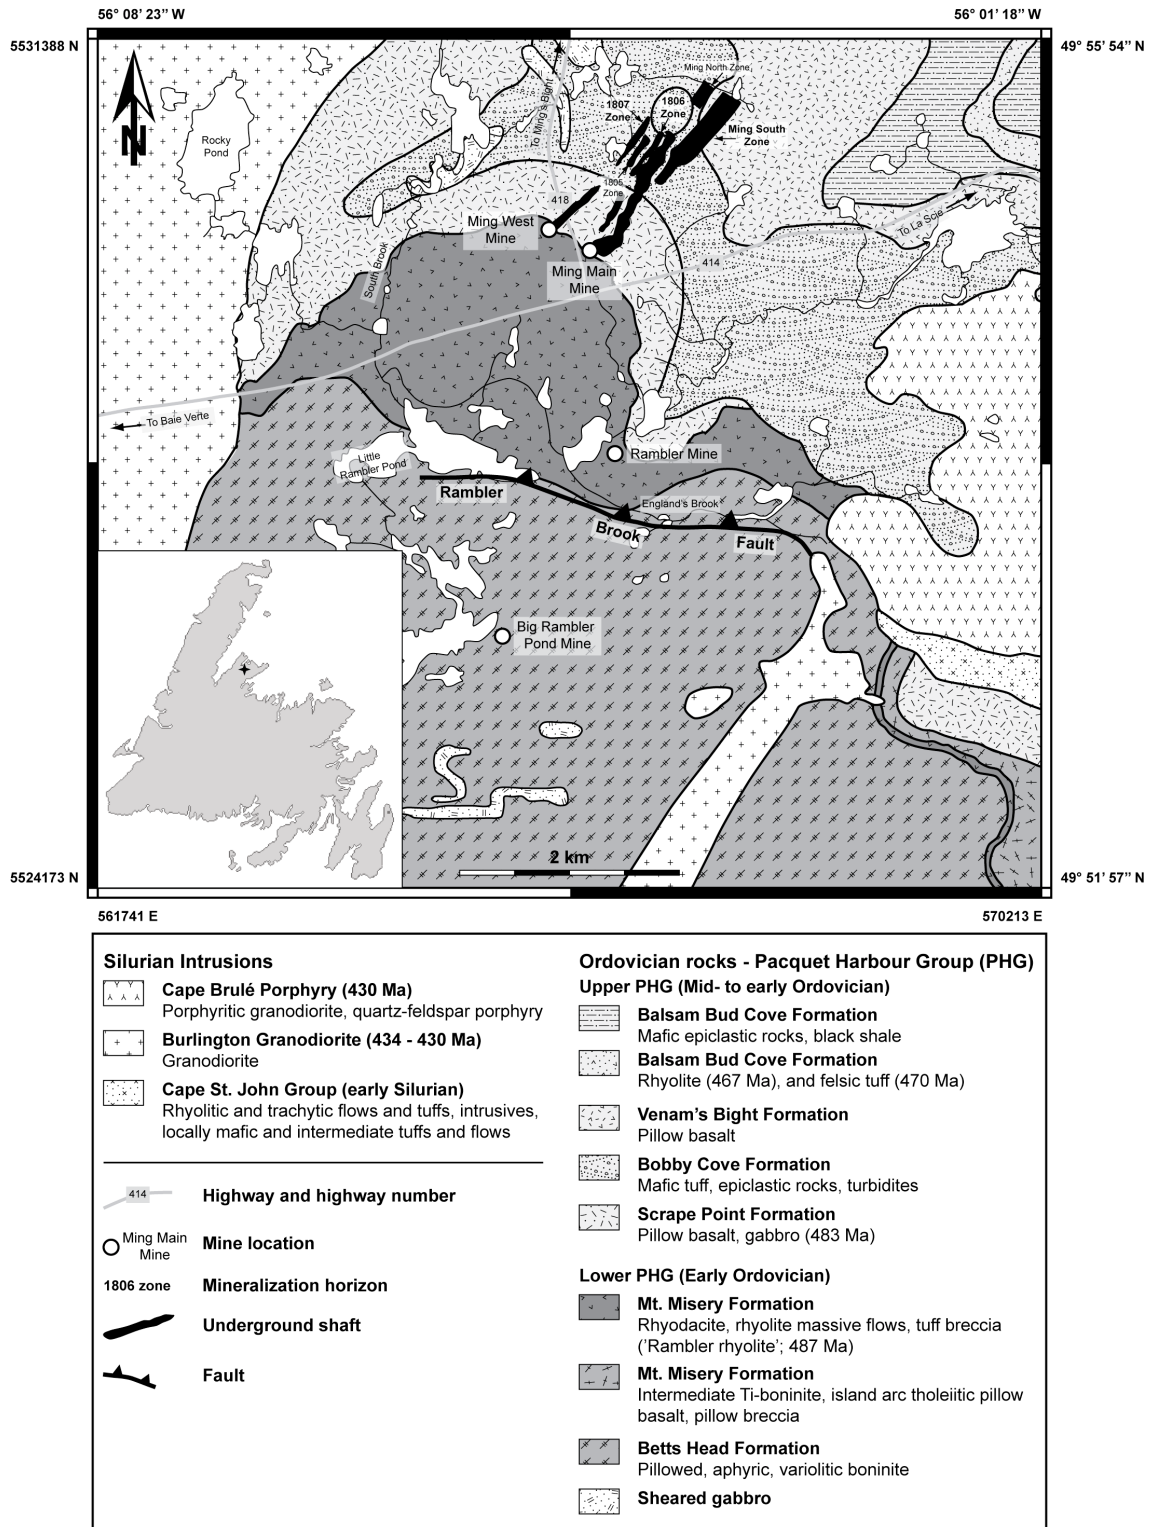 56° 08' 23'' W
56° 01' 18'' W
5531388 N
49° 55' 54'' N
N
Rocky
Pond
To Ming's Bight
Ming North Zone
1807
Zone
1806
Zone
Ming South
Zone
1805
Zone
418
Ming West
Mine
Ming Main
Mine
To La Scie
414
South Brook
To Baie Verte
Little
Rambler Pond
Rambler Mine
Rambler
England's Brook
Brook
Fault
Big Rambler
Pond Mine
2 km
5524173 N
49° 51' 57'' N
561741 E
570213 E
Silurian Intrusions
Cape Brulé Porphyry (430 Ma)
Porphyritic granodiorite, quartz-feldspar porphyry
Burlington Granodiorite (434 - 430 Ma)
Granodiorite
Cape St. John Group (early Silurian)
Rhyolitic and trachytic flows and tuffs, intrusives,
locally mafic and intermediate tuffs and flows
414
Highway and highway number
Ming Main
Mine
Mine location
1806 zone
Mineralization horizon
Underground shaft
Fault
Ordovician rocks - Pacquet Harbour Group (PHG)
Upper PHG (Mid- to early Ordovician)
Balsam Bud Cove Formation
Mafic epiclastic rocks, black shale
Balsam Bud Cove Formation
Rhyolite (467 Ma), and felsic tuff (470 Ma)
Venam's Bight Formation
Pillow basalt
Bobby Cove Formation
Mafic tuff, epiclastic rocks, turbidites
Scrape Point Formation
Pillow basalt, gabbro (483 Ma)
Lower PHG (Early Ordovician)
Mt. Misery Formation
Rhyodacite, rhyolite massive flows, tuff breccia
('Rambler rhyolite'; 487 Ma)
Mt. Misery Formation
Intermediate Ti-boninite, island arc tholeiitic pillow
basalt, pillow breccia
Betts Head Formation
Pillowed, aphyric, variolitic boninite
Sheared gabbro